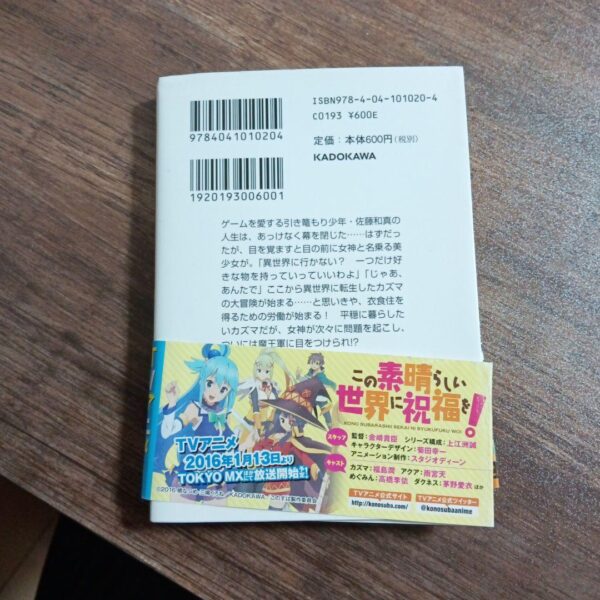 ISBN978-4-04-101020-4
C0193 ¥600E
定価：本体600円(税別)
KADOKAWA
9784041010204
1920193006001
ゲームを愛する引き篭もり少年・佐藤和真の
人生は、あっけなく幕を閉じた……はずだっ
たが、目を覚ますと目の前に女神と名乗る美
少女が。「異世界に行かない？　一つだけ好
きな物を持っていっていいわよ」「じゃあ、
あんたで」ここから異世界に転生したカズマ
の大冒険が始まる……と思いきや、衣食住を
得るための労働が始まる！　平穏に暮らした
いカズマだが、女神が次々に問題を起こし、
ついには魔王軍に目をつけられ!?
この素晴らしい
世界に祝福を！
KONO SUBARASHII SEKAI NI SYUKUFUKU WO!
TVアニメ
2016年1月13日より
TOKYO MXほかにて放送開始!!
スタッフ
監督：金崎貴臣　シリーズ構成：上江洲誠
キャラクターデザイン：菊田幸一
アニメーション制作：スタジオディーン
キャスト
カズマ：福島潤　アクア：雨宮天
めぐみん：高橋李依　ダクネス：茅野愛衣 ほか
TVアニメ公式サイト
http://konosuba.com/
TVアニメ公式ツイッター
@konosubaanime